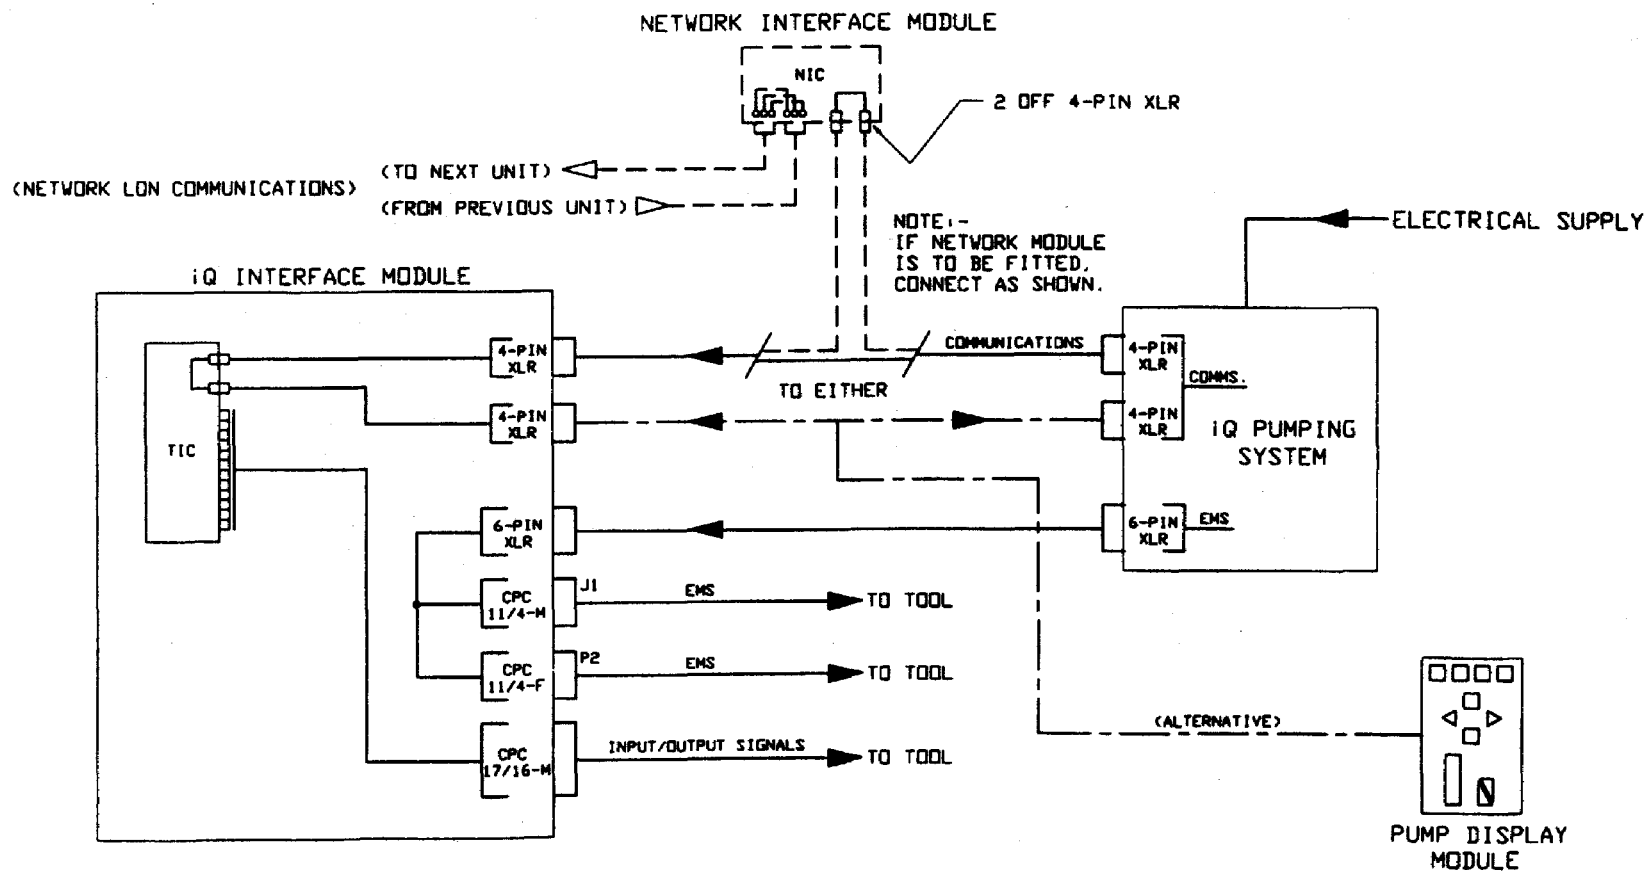 NETWORK INTERFACE MODULE
NIC
2 OFF 4-PIN XLR
(TO NEXT UNIT)
(NETWORK LON COMMUNICATIONS)
(FROM PREVIOUS UNIT)
NOTE:-
IF NETWORK MODULE
IS TO BE FITTED,
CONNECT AS SHOWN.
ELECTRICAL SUPPLY
iQ INTERFACE MODULE
4-PIN
XLR
COMMUNICATIONS
4-PIN
XLR
COMMS.
TO EITHER
4-PIN
XLR
4-PIN
XLR
TIC
iQ PUMPING
SYSTEM
6-PIN
XLR
6-PIN
XLR
EMS
CPC
11/4-M
J1
EMS
TO TOOL
CPC
11/4-F
P2
EMS
TO TOOL
(ALTERNATIVE)
CPC
17/16-M
INPUT/OUTPUT SIGNALS
TO TOOL
PUMP DISPLAY
MODULE